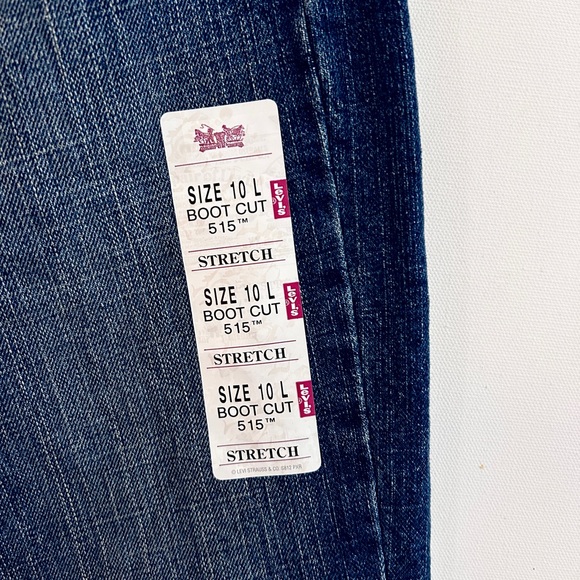 SIZE 10 L
BOOT CUT
515™
Levi's
STRETCH
SIZE 10 L
BOOT CUT
515™
Levi's
STRETCH
SIZE 10 L
BOOT CUT
515™
Levi's
STRETCH
© LEVI STRAUSS & CO.